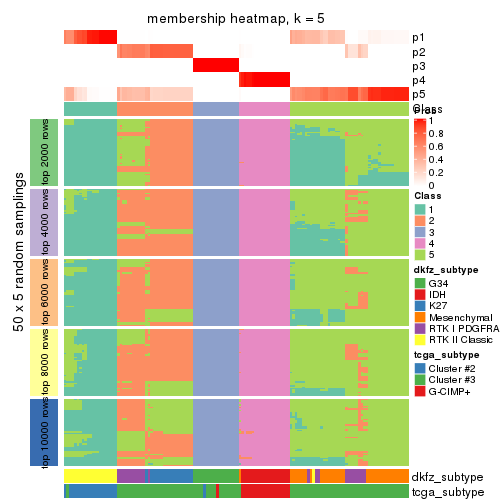 membership heatmap, k = 5
p1
p2
p3
p4
p5
Class
Prob
1
0.8
0.6
0.4
0.2
0
Class
1
2
3
4
5
dkfz_subtype
G34
IDH
K27
Mesenchymal
RTK I PDGFRA
RTK II Classic
tcga_subtype
Cluster #2
Cluster #3
G-CIMP+
50 x 5 random samplings
top 2000 rows
top 4000 rows
top 6000 rows
top 8000 rows
top 10000 rows
dkfz_subtype
tcga_subtype